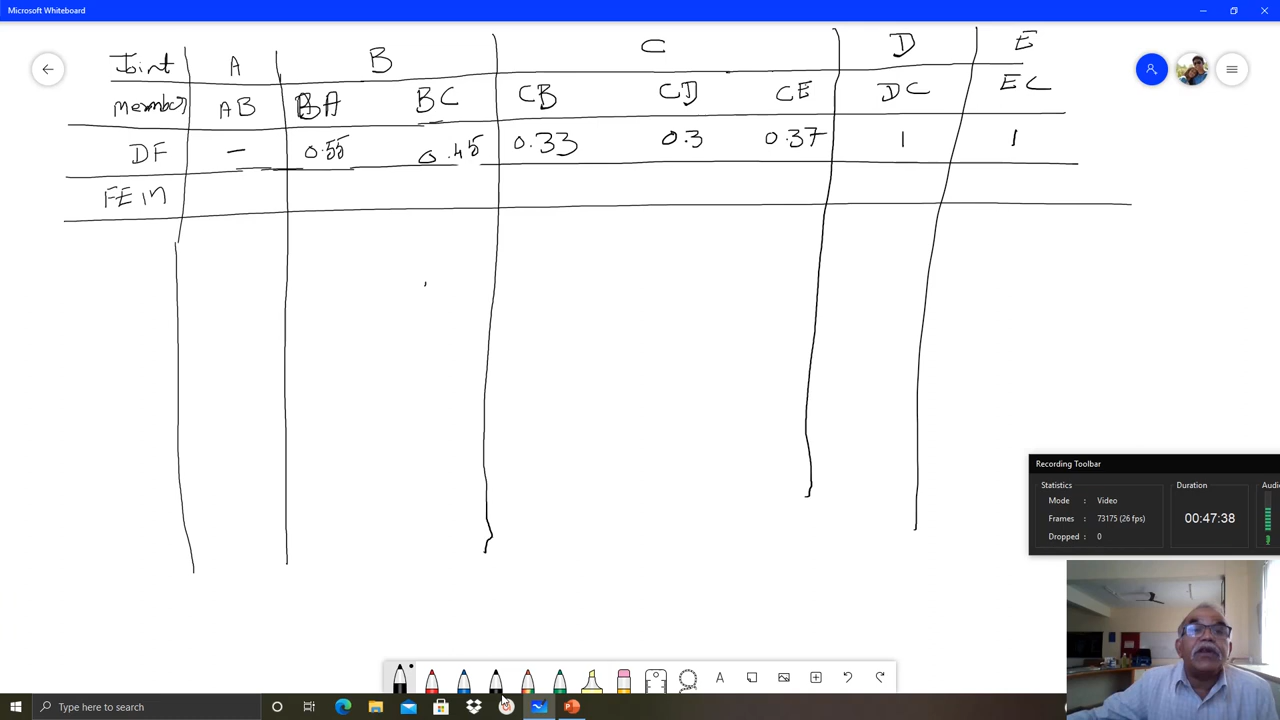 Microsoft Whiteboard
Joint A B C D E
member AB BA BC CB CD CE DC EC
DF - 0.55 0.45 0.33 0.3 0.37 1 1
FEM
Recording Toolbar
Statistics Duration Audi
Mode : Video
Frames : 73175 (26 fps) 00:47:38
Dropped : 0
A
Type here to search